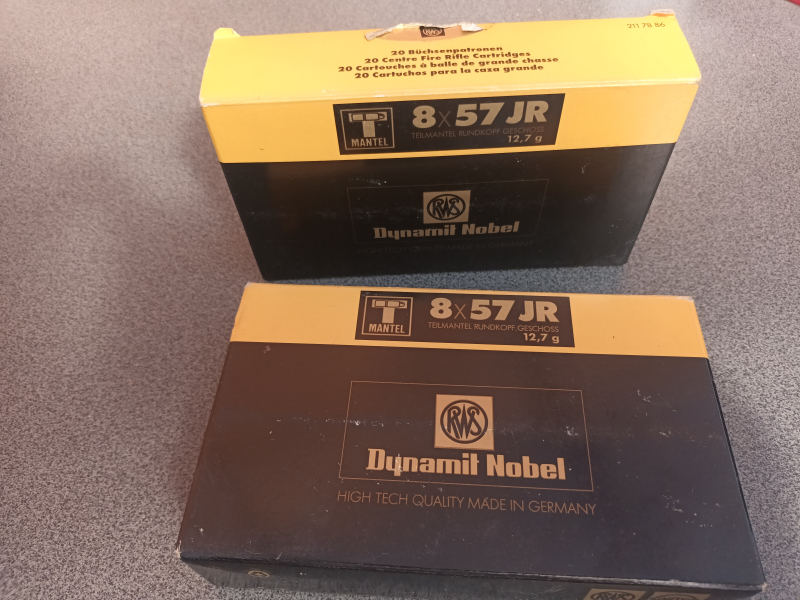 RWS
211 78 86
20 Büchsenpatronen
20 Centre Fire Rifle Cartridges
20 Cartouches à balle de grande chasse
20 Cartuchos para la caza grande
T
MANTEL
8x57 JR
TEILMANTEL RUNDKOPF GESCHOSS
12,7 g
RWS
Dynamit Nobel
T
MANTEL
8x57 JR
TEILMANTEL RUNDKOPF GESCHOSS
12,7 g
RWS
Dynamit Nobel
HIGH TECH QUALITY MADE IN GERMANY